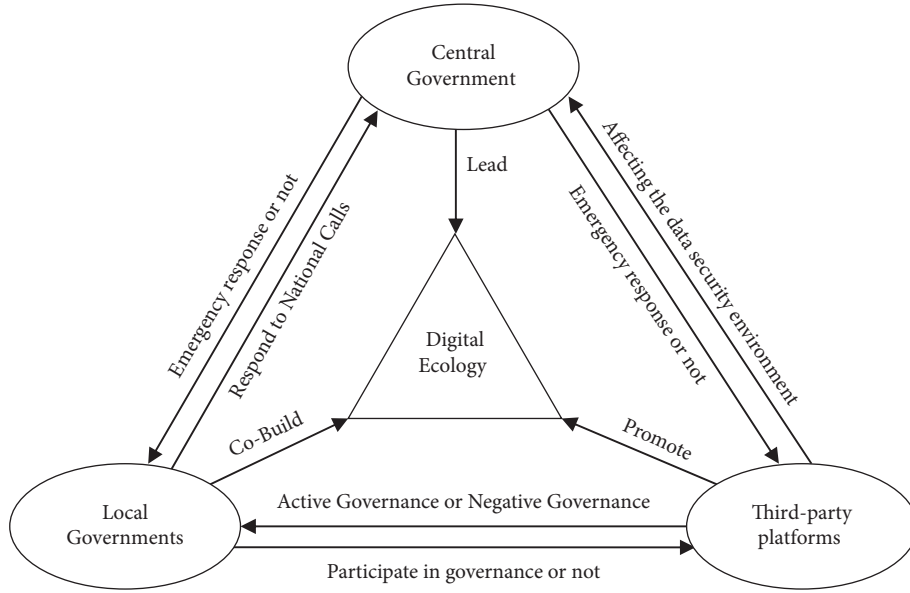 Central
Government
Lead
Emergency response or not
Respond to National Calls
Emergency response or not
Affecting the data security environment
Digital
Ecology
Co-Build
Promote
Local
Governments
Active Governance or Negative Governance
Third-party
platforms
Participate in governance or not